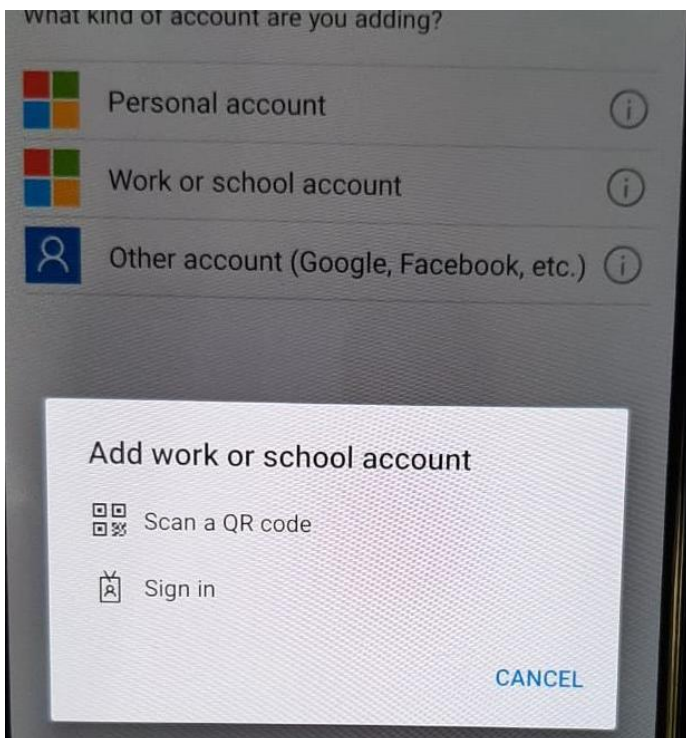 What kind of account are you adding?
Personal account
Work or school account
Other account (Google, Facebook, etc.)
Add work or school account
Scan a QR code
Sign in
CANCEL